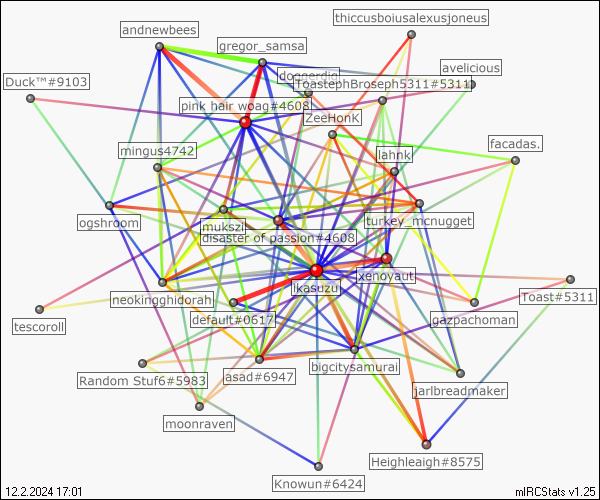 thiccusboiusalexusjoneus
andnewbees
gregor_samsa
avelicious
doggerdig
Duck™#9103
ToastephBroseph5311#5311
pink hair woag#4608
ZeeHonK
facadas.
mingus4742
lahnk
ogshroom
mukszi
turkey_mcnugget
disaster of passion#4608
xenoyaut
likasuzui
neokingghidorah
Toast#5311
default#0617
gazpachoman
tescoroll
bigcitysamurai
asad#6947
Random Stuf6#5983
jarlbreadmaker
moonraven
Heighleaigh#8575
Knowun#6424
12.2.2024 17:01
mIRCStats v1.25